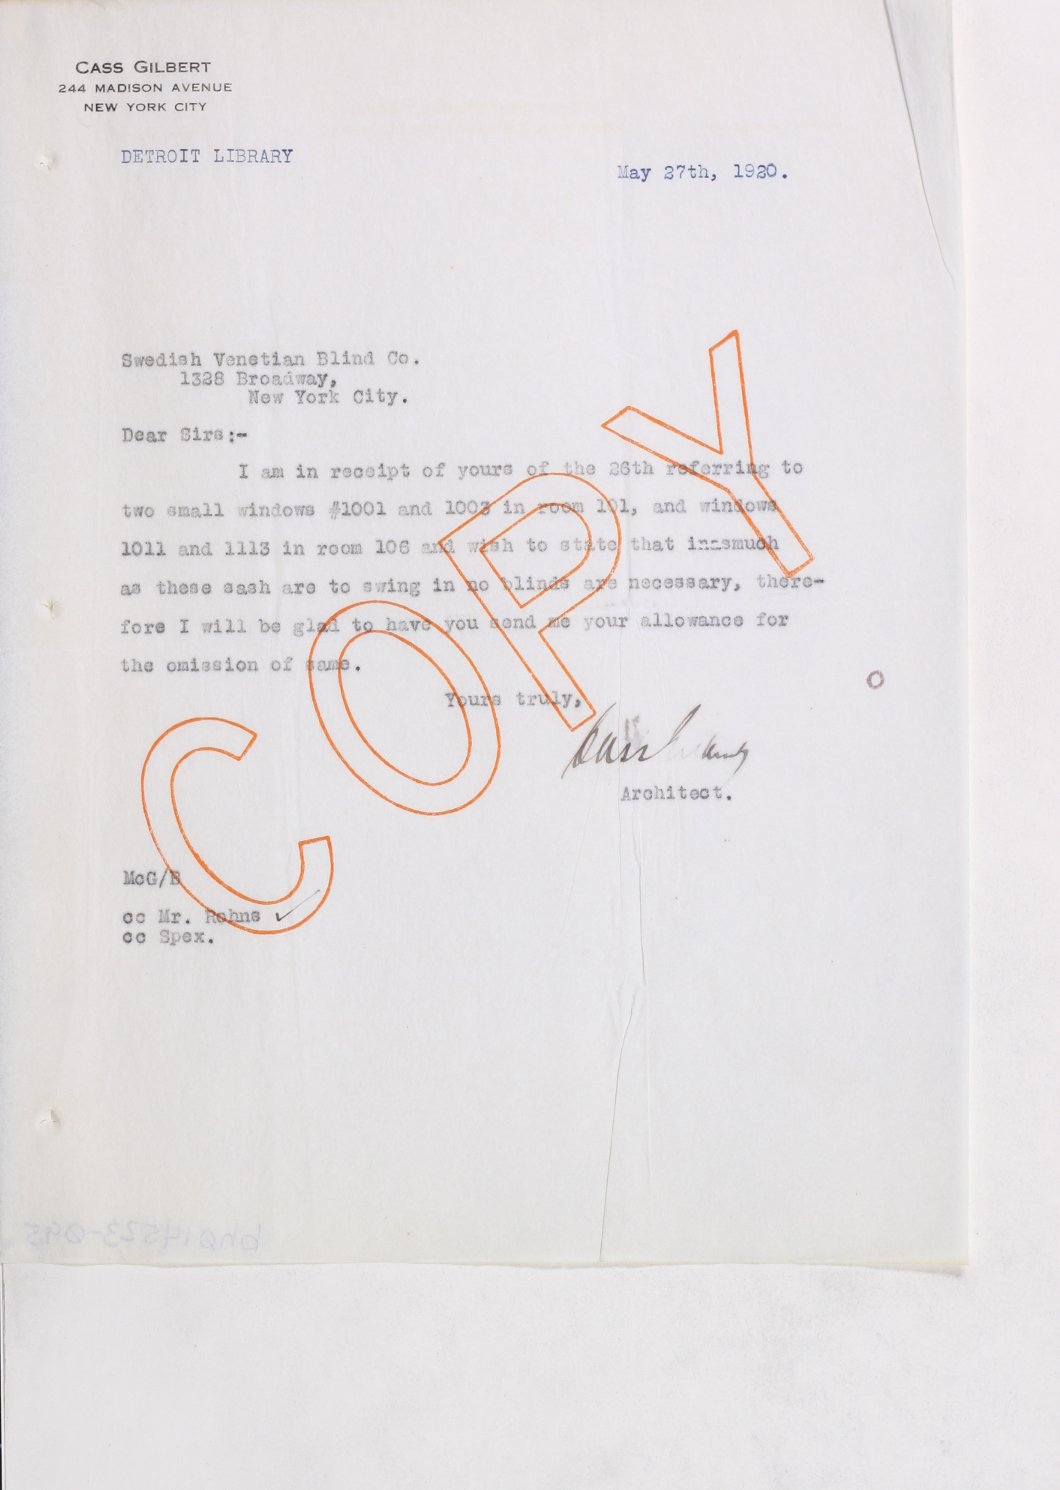 CASS GILBERT
244 MADISON AVENUE
NEW YORK CITY
DETROIT LIBRARY
May 27th, 1920.
Swedish Venetian Blind Co.
1328 Broadway,
New York City.
Dear Sirs:-
I am in receipt of yours of the 26th referring to
two small windows #1001 and 1003 in room 101, and windows
1011 and 1113 in room 106 and wish to state that inasmuch
as these sash are to swing in no blinds are necessary, there-
fore I will be glad to have you send me your allowance for
the omission of same.
Yours truly,
Cass Gilbert
Architect.
McG/B
cc Mr. Rohns ✓
cc Spex.
COPY
bh014523-095